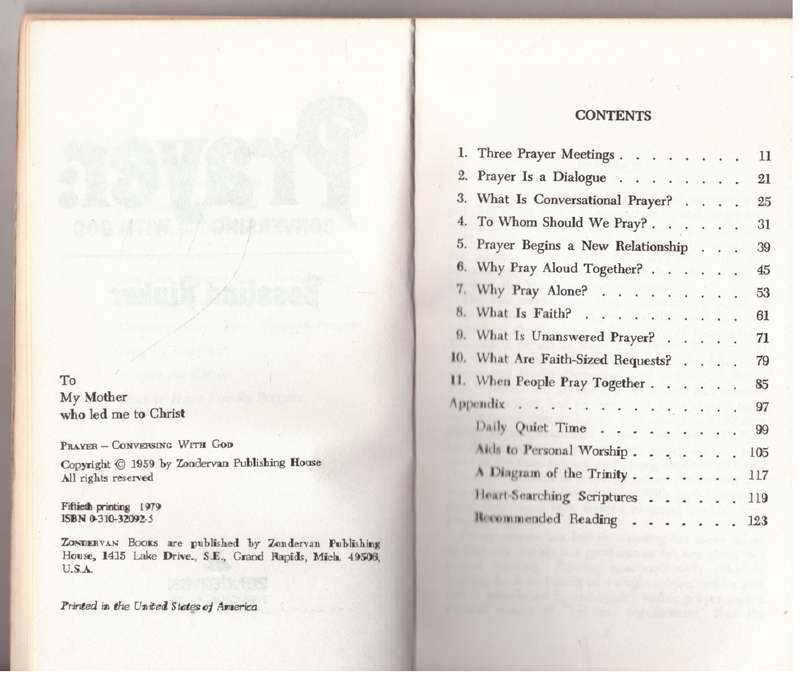 To
My Mother
who led me to Christ
PRAYER – CONVERSING WITH GOD
Copyright © 1959 by Zondervan Publishing House
All rights reserved
Fiftieth printing 1979
ISBN 0-310-32092-5
ZONDERVAN BOOKS are published by Zondervan Publishing
House, 1415 Lake Drive., S.E., Grand Rapids, Mich. 49506,
U.S.A.
Printed in the United States of America
CONTENTS
1. Three Prayer Meetings . . . . . . . . 11
2. Prayer Is a Dialogue . . . . . . . . 21
3. What Is Conversational Prayer? . . . . 25
4. To Whom Should We Pray? . . . . . . 31
5. Prayer Begins a New Relationship . . . 39
6. Why Pray Aloud Together? . . . . . . 45
7. Why Pray Alone? . . . . . . . . . 53
8. What Is Faith? . . . . . . . . . . 61
9. What Is Unanswered Prayer? . . . . . 71
10. What Are Faith-Sized Requests? . . . . 79
11. When People Pray Together . . . . . . 85
Appendix . . . . . . . . . . . . . 97
Daily Quiet Time . . . . . . . . 99
Aids to Personal Worship . . . . . . 105
A Diagram of the Trinity . . . . . . 117
Heart-Searching Scriptures . . . . . . 119
Recommended Reading . . . . . . . 123